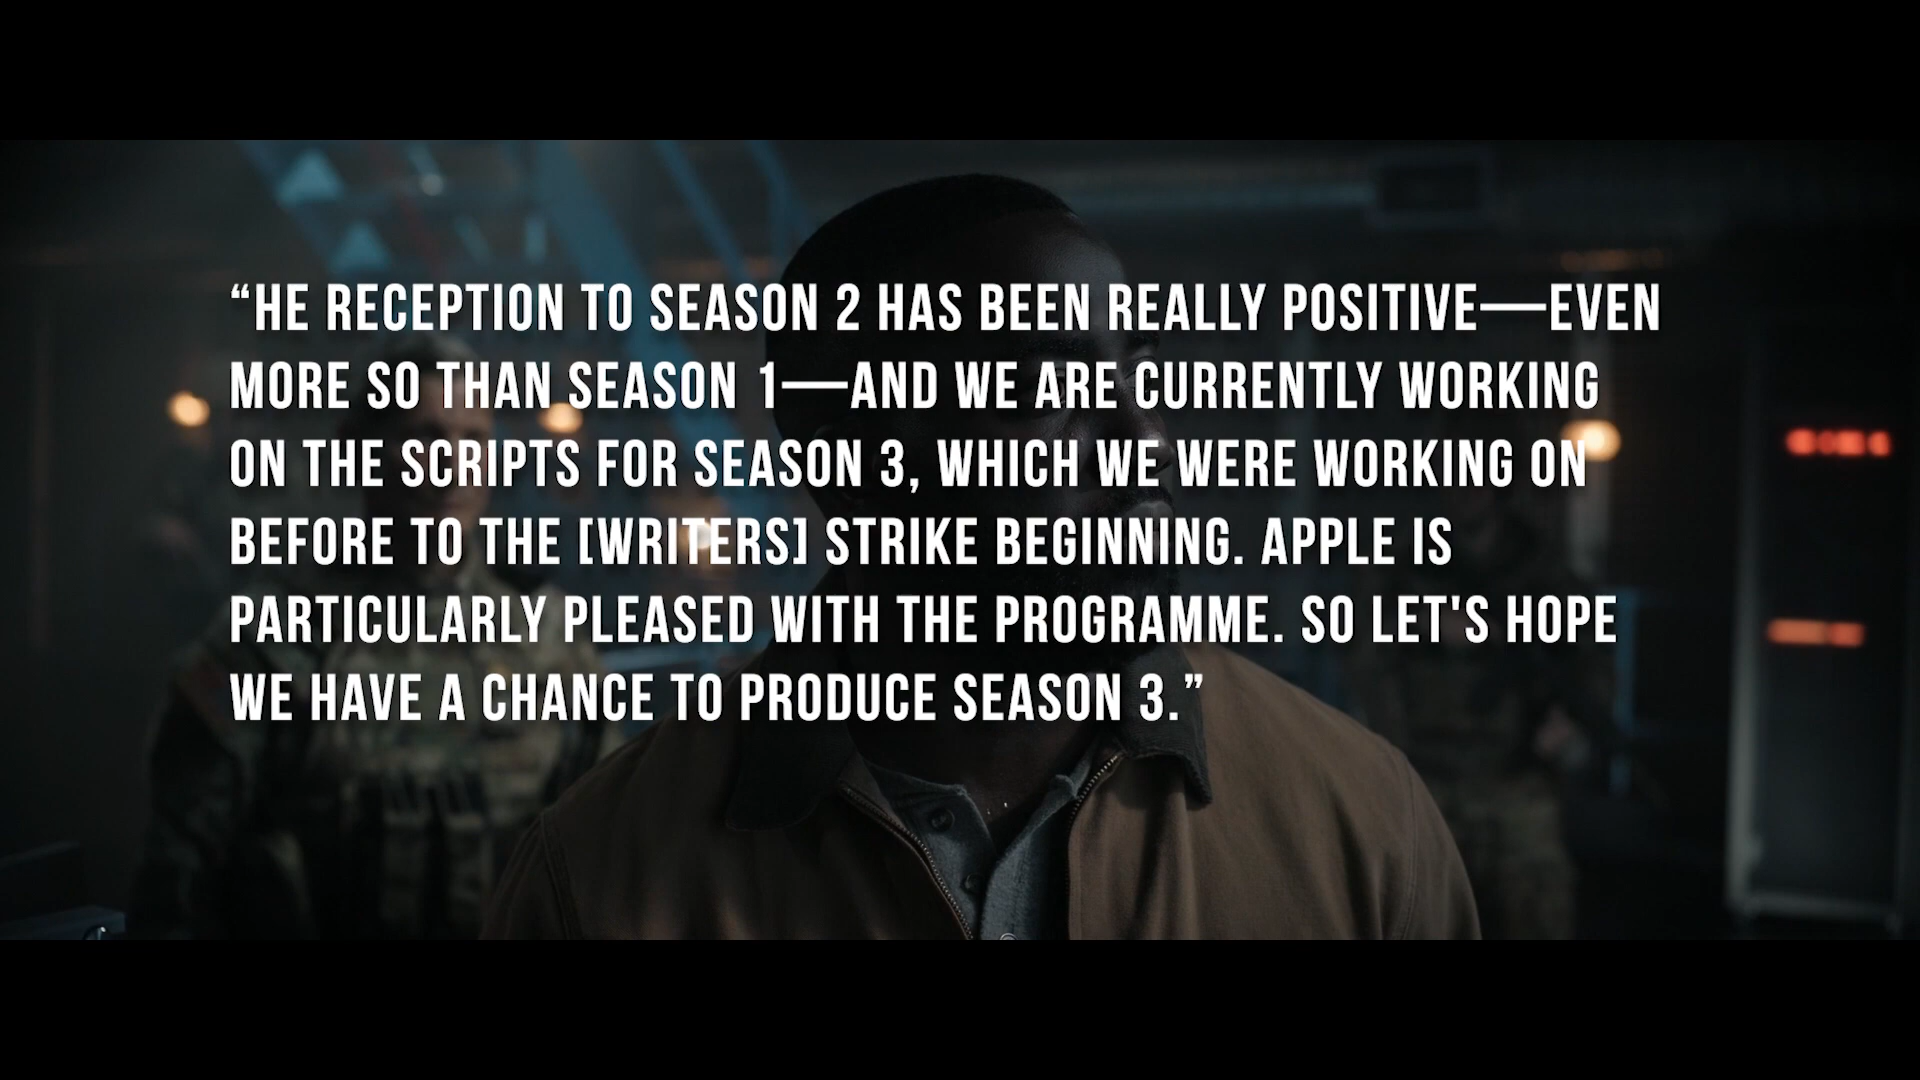 “HE RECEPTION TO SEASON 2 HAS BEEN REALLY POSITIVE—EVEN
MORE SO THAN SEASON 1—AND WE ARE CURRENTLY WORKING
ON THE SCRIPTS FOR SEASON 3, WHICH WE WERE WORKING ON
BEFORE TO THE [WRITERS] STRIKE BEGINNING. APPLE IS
PARTICULARLY PLEASED WITH THE PROGRAMME. SO LET'S HOPE
WE HAVE A CHANCE TO PRODUCE SEASON 3.”